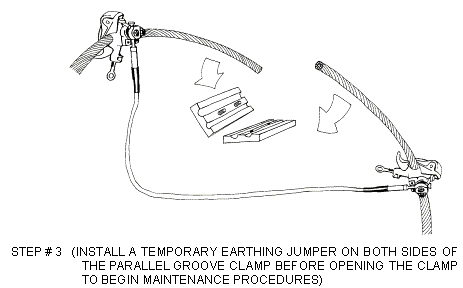 STEP # 3 (INSTALL A TEMPORARY EARTHING JUMPER ON BOTH SIDES OF
THE PARALLEL GROOVE CLAMP BEFORE OPENING THE CLAMP
TO BEGIN MAINTENANCE PROCEDURES)